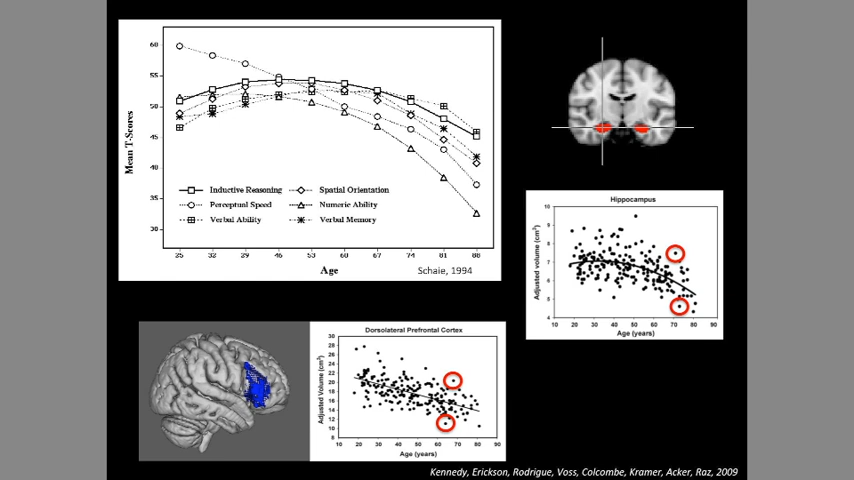 60
55
50
45
40
35
30
Mean T-Scores
Inductive Reasoning
Spatial Orientation
Perceptual Speed
Numeric Ability
Verbal Ability
Verbal Memory
25 32 39 46 53 60 67 74 81 88
Age
Schaie, 1994
Hippocampus
10
9
8
7
6
5
4
Adjusted volume (cm³)
10 20 30 40 50 60 70 80 90
Age (years)
Dorsolateral Prefrontal Cortex
30
28
26
24
22
20
18
16
14
12
10
8
Adjusted Volume (cm³)
10 20 30 40 50 60 70 80 90
Age (years)
Kennedy, Erickson, Rodrigue, Voss, Colcombe, Kramer, Acker, Raz, 2009